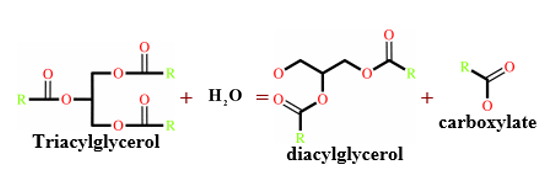 O O
R O R
R O + H₂O = O O R + R O
O O R O O
R
Triacylglycerol diacylglycerol carboxylate